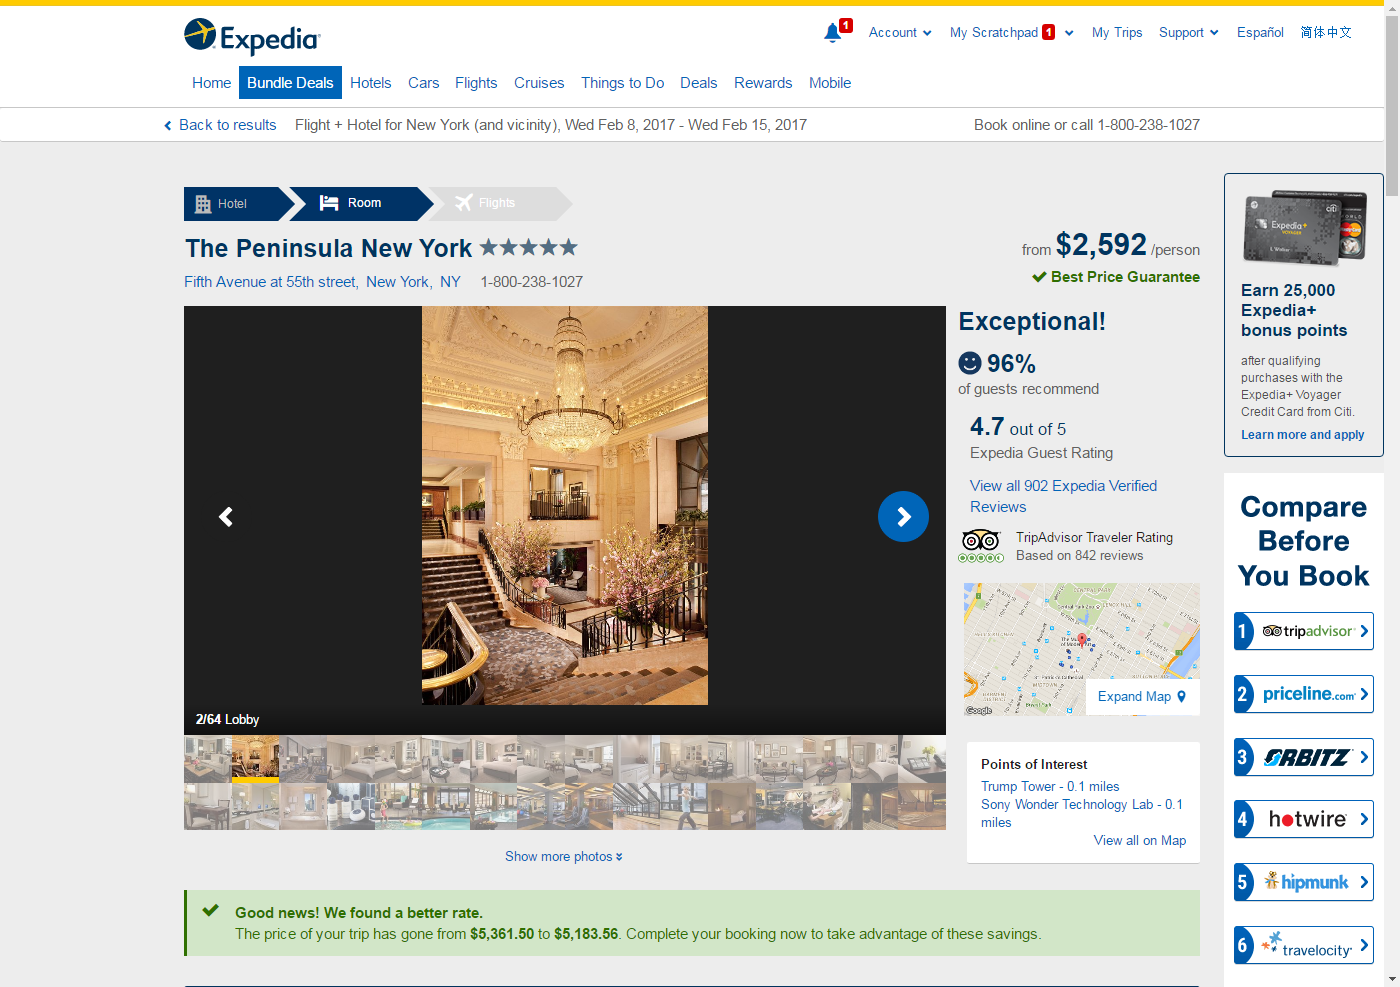 Expedia
1
Account
My Scratchpad 1
My Trips
Support
Español
简体中文
Home
Bundle Deals
Hotels
Cars
Flights
Cruises
Things to Do
Deals
Rewards
Mobile
Back to results
Flight + Hotel for New York (and vicinity), Wed Feb 8, 2017 - Wed Feb 15, 2017
Book online or call 1-800-238-1027
Hotel
Room
Flights
The Peninsula New York
from $2,592 /person
Fifth Avenue at 55th street, New York, NY 1-800-238-1027
Best Price Guarantee
2/64 Lobby
Show more photos
Exceptional!
96%
of guests recommend
4.7 out of 5
Expedia Guest Rating
View all 902 Expedia Verified
Reviews
TripAdvisor Traveler Rating
Based on 842 reviews
Google
Expand Map
Points of Interest
Trump Tower - 0.1 miles
Sony Wonder Technology Lab - 0.1
miles
View all on Map
Good news! We found a better rate.
The price of your trip has gone from $5,361.50 to $5,183.56. Complete your booking now to take advantage of these savings.
citi
Expedia+
VOYAGER
Earn 25,000
Expedia+
bonus points
after qualifying
purchases with the
Expedia+ Voyager
Credit Card from Citi.
Learn more and apply
Compare
Before
You Book
1 tripadvisor
2 priceline.com
3 ORBITZ
4 hotwire
5 hipmunk
6 travelocity